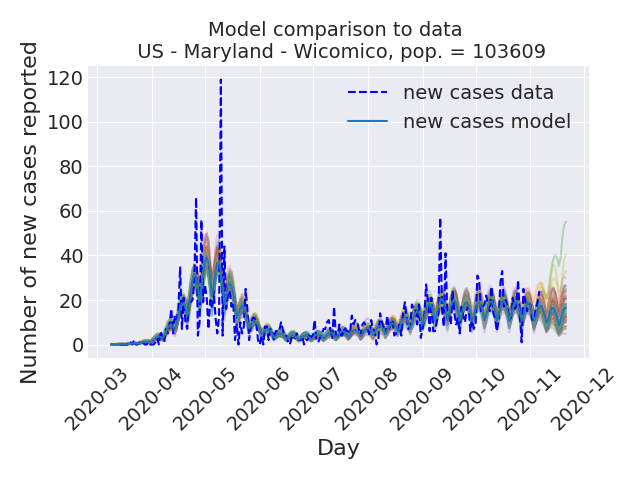 Model comparison to data
US - Maryland - Wicomico, pop. = 103609
Number of new cases reported
120
100
80
60
40
20
0
new cases data
new cases model
2020-03
2020-04
2020-05
2020-06
2020-07
2020-08
2020-09
2020-10
2020-11
2020-12
Day